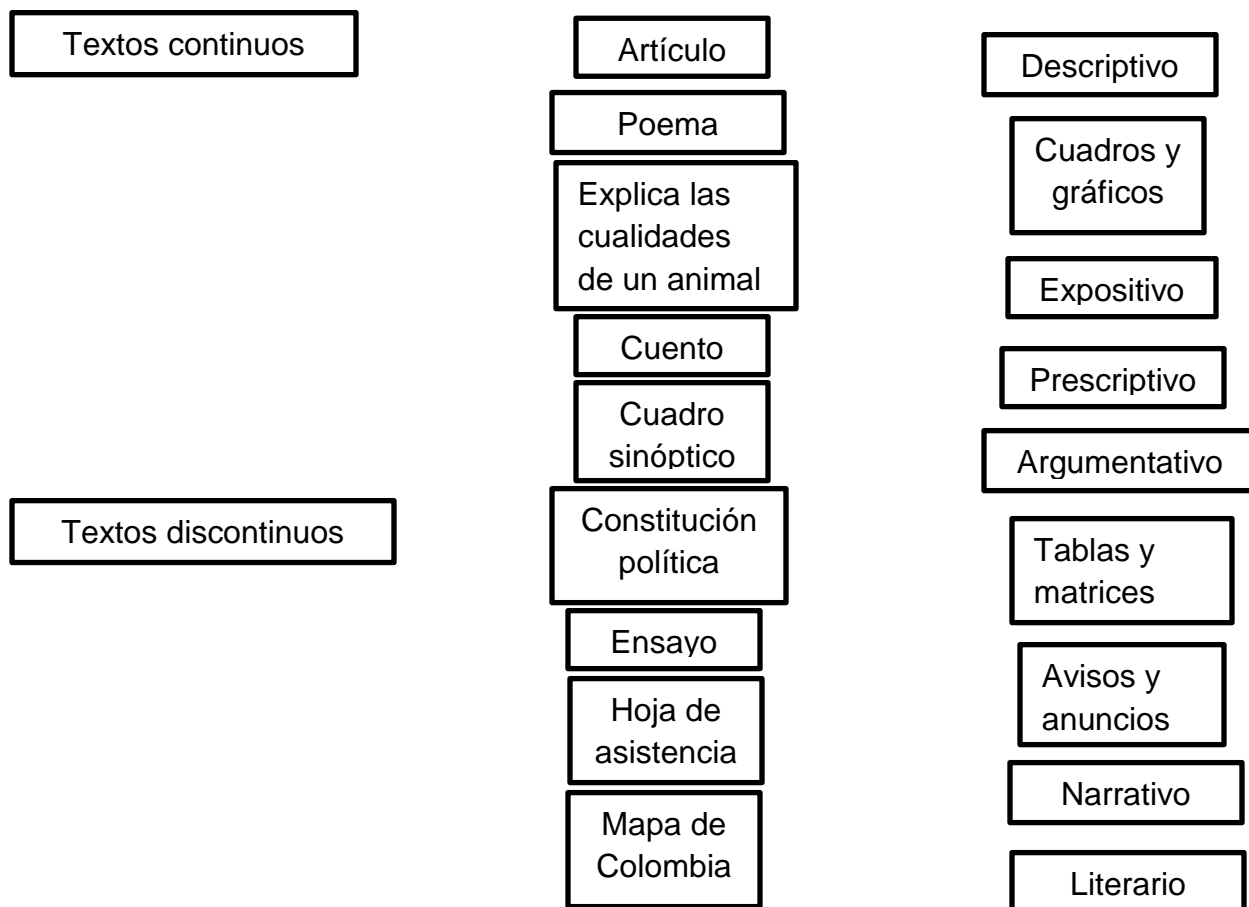 Textos continuos
Textos discontinuos
Artículo
Poema
Explica las
cualidades
de un animal
Cuento
Cuadro
sinóptico
Constitución
política
Ensayo
Hoja de
asistencia
Mapa de
Colombia
Descriptivo
Cuadros y
gráficos
Expositivo
Prescriptivo
Argumentativo
Tablas y
matrices
Avisos y
anuncios
Narrativo
Literario